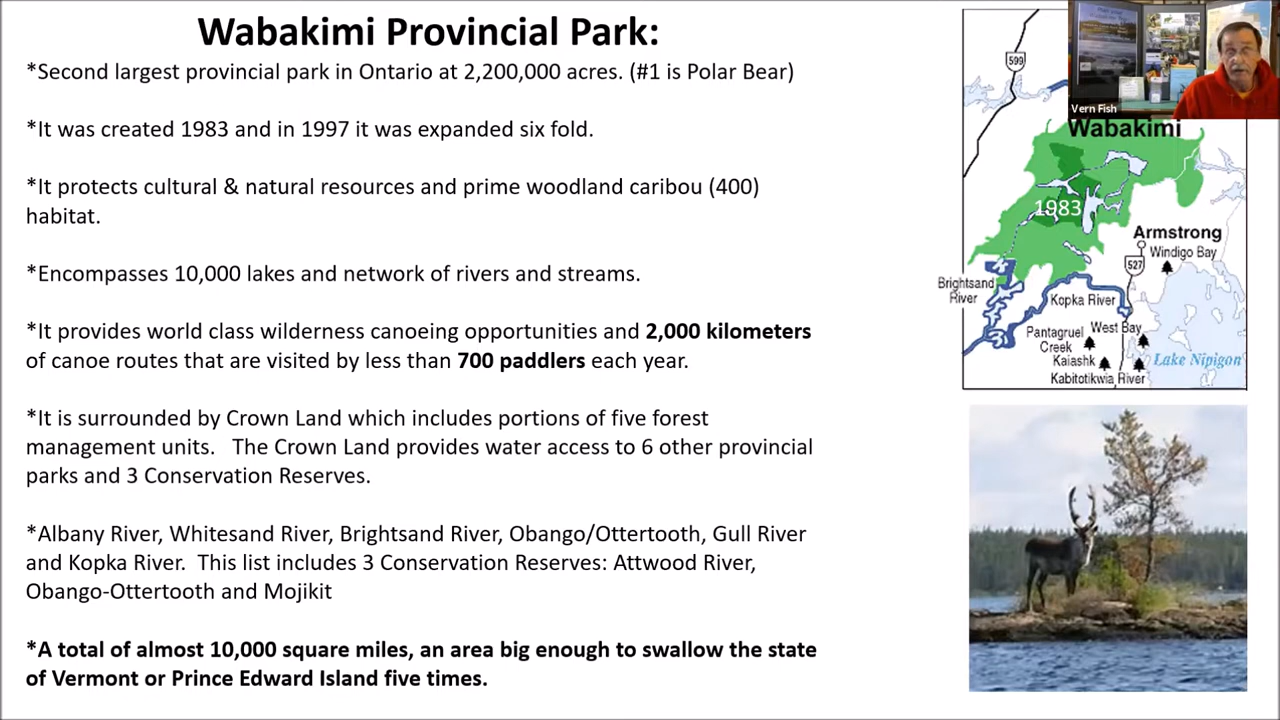 Wabakimi Provincial Park:
*Second largest provincial park in Ontario at 2,200,000 acres. (#1 is Polar Bear)
*It was created 1983 and in 1997 it was expanded six fold.
*It protects cultural & natural resources and prime woodland caribou (400)
habitat.
*Encompasses 10,000 lakes and network of rivers and streams.
*It provides world class wilderness canoeing opportunities and 2,000 kilometers
of canoe routes that are visited by less than 700 paddlers each year.
*It is surrounded by Crown Land which includes portions of five forest
management units. The Crown Land provides water access to 6 other provincial
parks and 3 Conservation Reserves.
*Albany River, Whitesand River, Brightsand River, Obango/Ottertooth, Gull River
and Kopka River. This list includes 3 Conservation Reserves: Attwood River,
Obango-Ottertooth and Mojikit
*A total of almost 10,000 square miles, an area big enough to swallow the state
of Vermont or Prince Edward Island five times.
599
Vern Fish
Wabakimi
1983
Armstrong
Windigo Bay
527
Brightsand
River
Kopka River
Pantagruel
Creek
West Bay
Kaiashk
Lake Nipigon
Kabitotikwia River